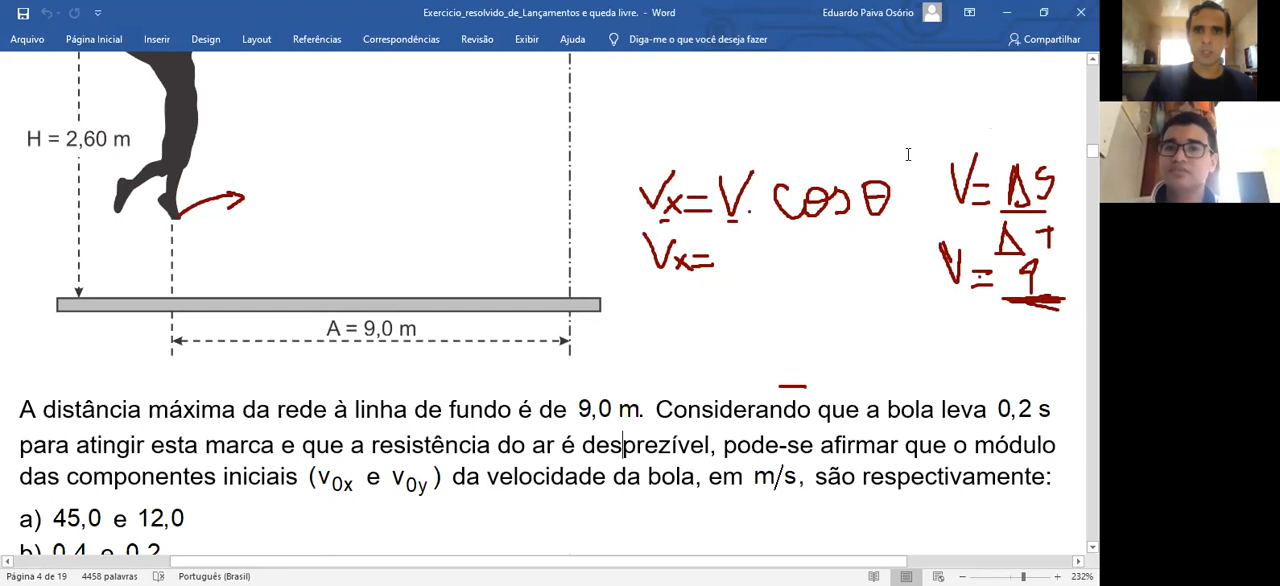 Exercicio_resolvido_de_Lançamentos e queda livre. - Word
Eduardo Paiva Osório
Arquivo Página Inicial Inserir Design Layout Referências Correspondências Revisão Exibir Ajuda Diga-me o que você deseja fazer Compartilhar
H = 2,60 m
Vx = V. cos θ
Vx =
V = ΔS
ΔT
V = 9
A = 9,0 m
A distância máxima da rede à linha de fundo é de 9,0 m. Considerando que a bola leva 0,2 s
para atingir esta marca e que a resistência do ar é desprezível, pode-se afirmar que o módulo
das componentes iniciais (v0x e v0y) da velocidade da bola, em m/s, são respectivamente:
a) 45,0 e 12,0
b) 0,4 e 0,2
Página 4 de 19 4458 palavras Português (Brasil) 232%